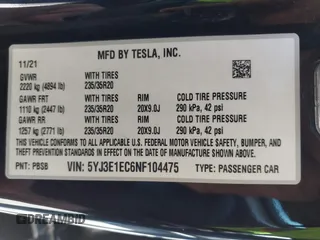 MFD BY TESLA, INC.
11/21
GVWR WITH TIRES
2220 kg (4894 lb) 235/35R20
GAWR FRT WITH TIRES RIM COLD TIRE PRESSURE
1110 kg (2447 lb) 235/35R20 20X9.0J 290 kPa, 42 psi
GAWR RR WITH TIRES RIM COLD TIRE PRESSURE
1257 kg (2771 lb) 235/35R20 20X9.0J 290 kPa, 42 psi
THIS VEHICLE CONFORMS TO ALL APPLICABLE U.S. FEDERAL MOTOR VEHICLE SAFETY, BUMPER, AND
THEFT PREVENTION STANDARDS IN EFFECT ON THE DATE OF MANUFACTURE SHOWN ABOVE.
PNT: PBSB VIN: 5YJ3E1EC6NF104475 TYPE: PASSENGER CAR
DREAMBID